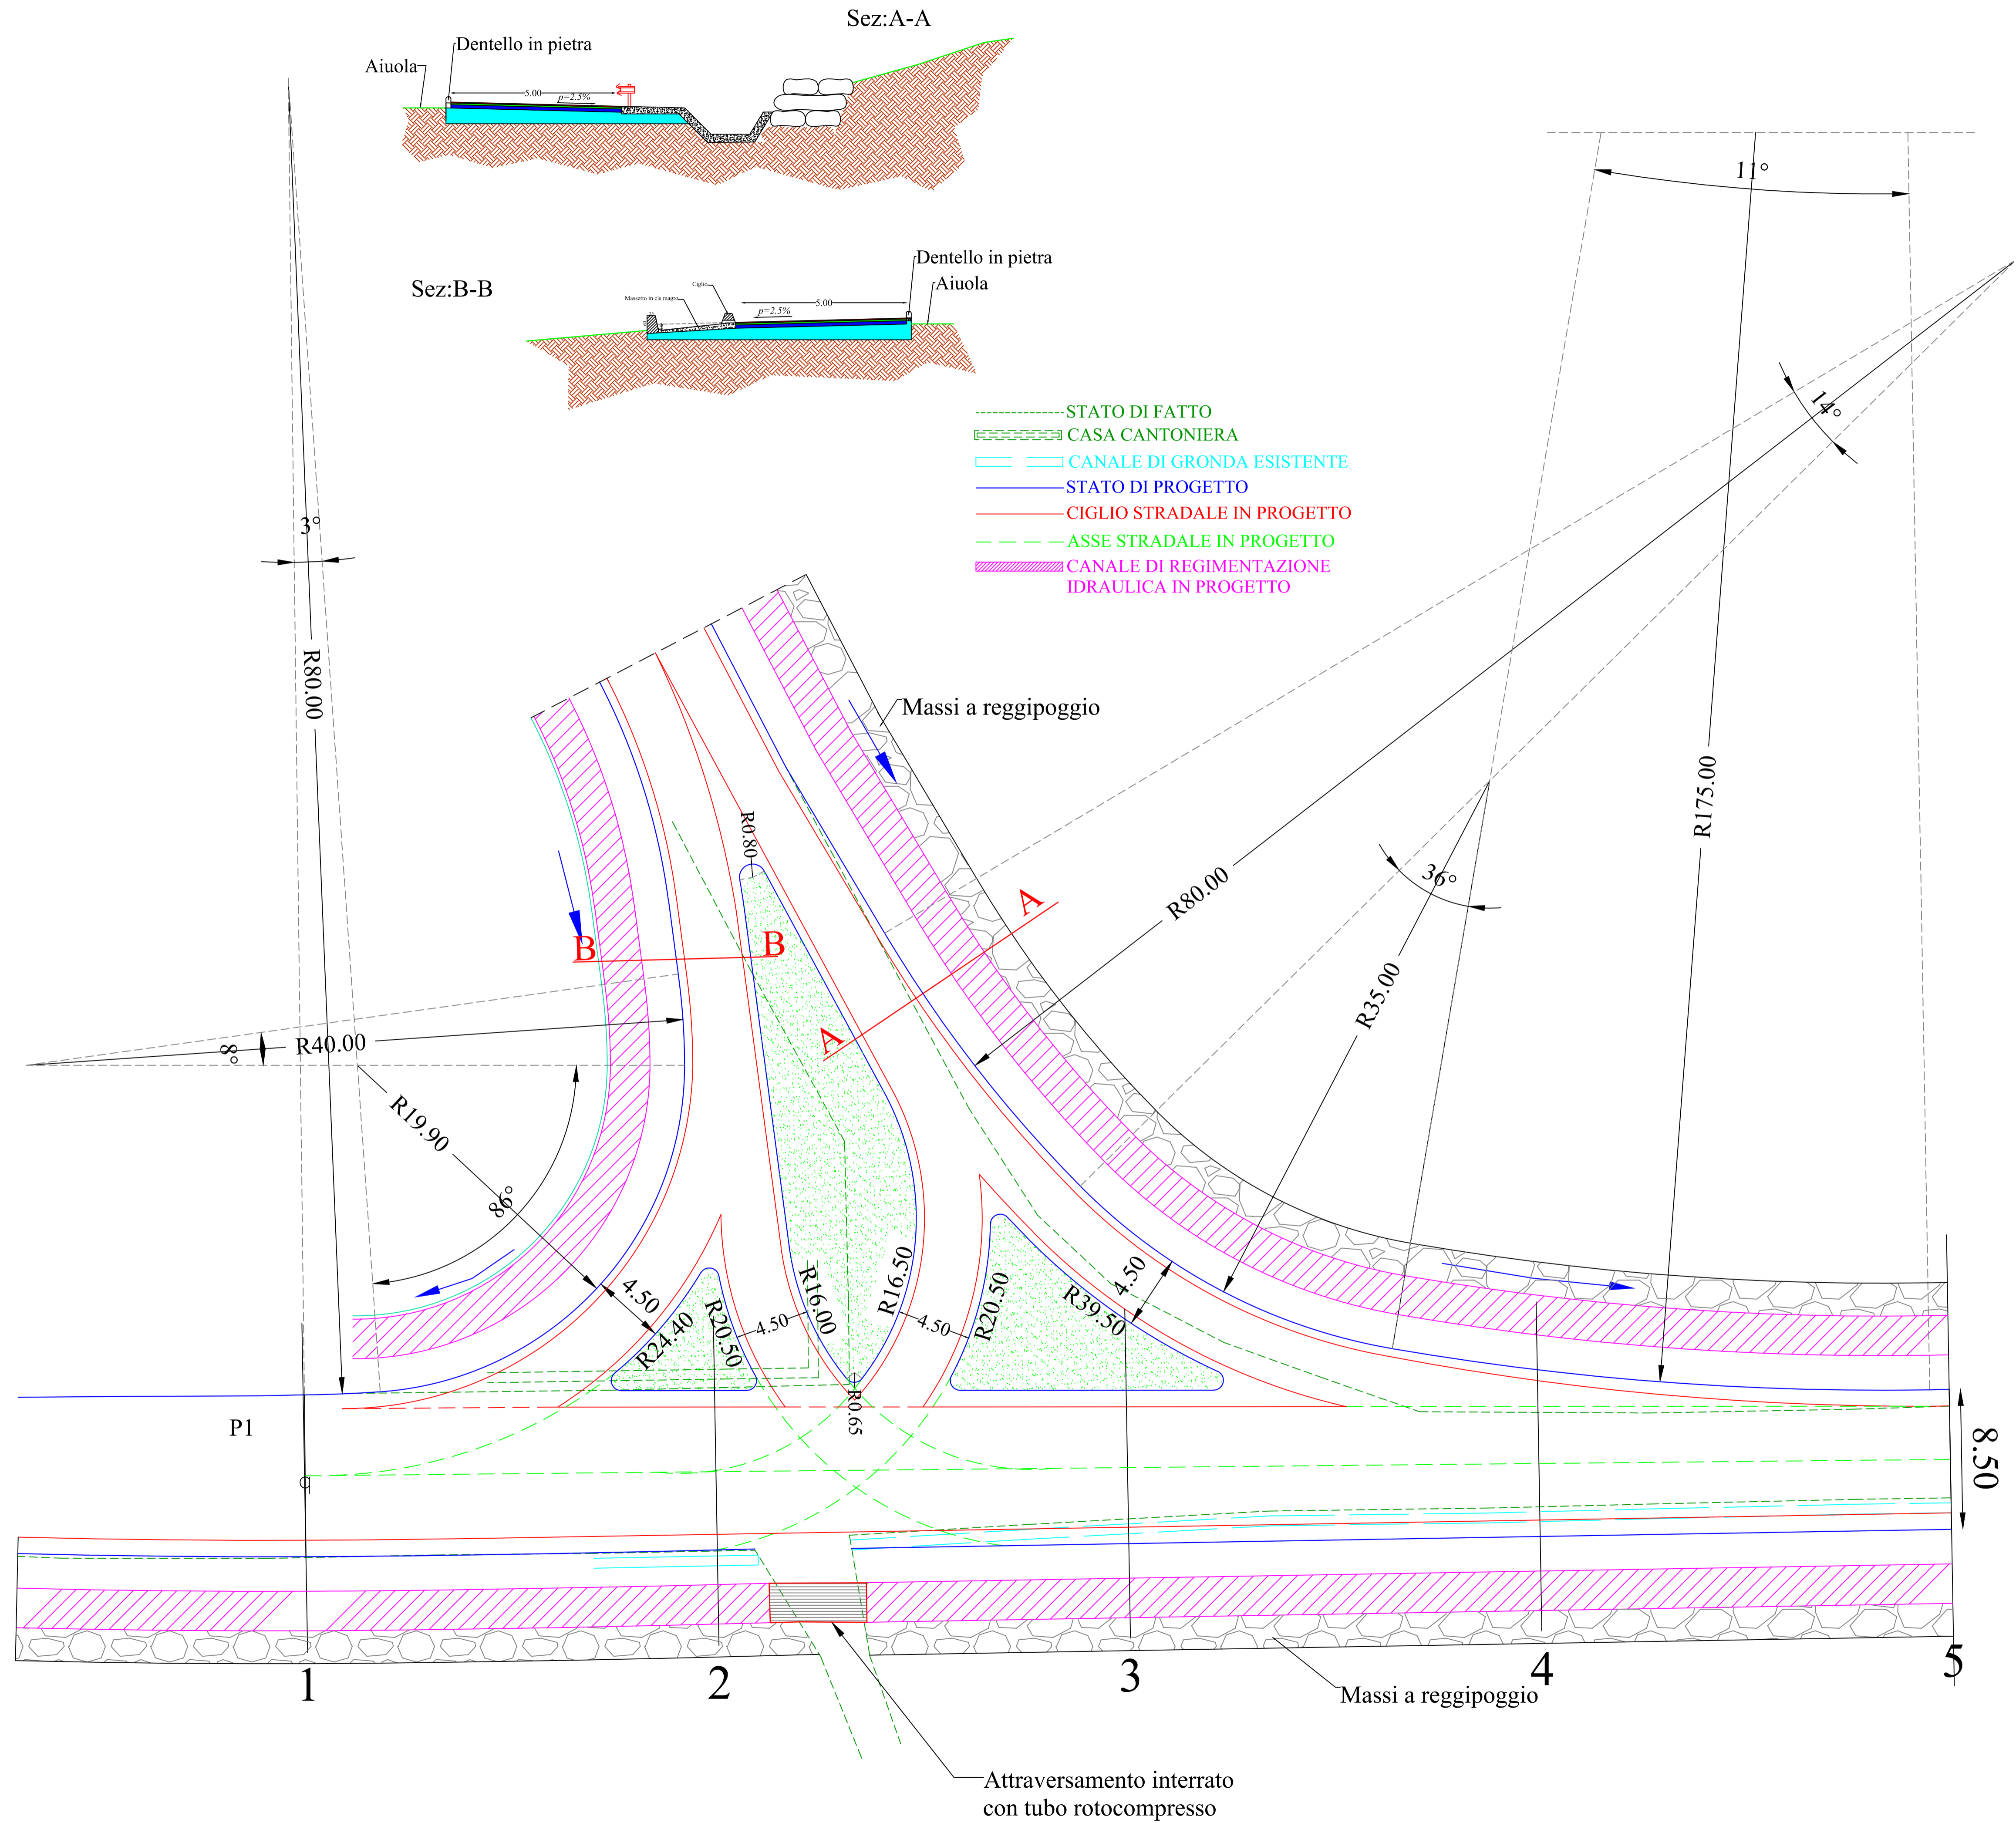 Sez:A-A
Dentello in pietra
Aiuola
5.00
p=2.5%
11°
Sez:B-B
Dentello in pietra
Aiuola
Ciglio
Massetto in cls magro
5.00
p=2.5%
STATO DI FATTO
CASA CANTONIERA
CANALE DI GRONDA ESISTENTE
STATO DI PROGETTO
CIGLIO STRADALE IN PROGETTO
ASSE STRADALE IN PROGETTO
CANALE DI REGIMENTAZIONE
IDRAULICA IN PROGETTO
14°
3°
R80.00
Massi a reggipoggio
R175.00
R0.80
36°
R80.00
A
B
B
R35.00
A
8°
R40.00
R19.90
86°
4.50
R24.40
R20.50
4.50
R16.00
R16.50
4.50
R20.50
R39.50
4.50
R0.65
P1
8.50
1
2
3
4
5
Massi a reggipoggio
Attraversamento interrato
con tubo rotocompresso